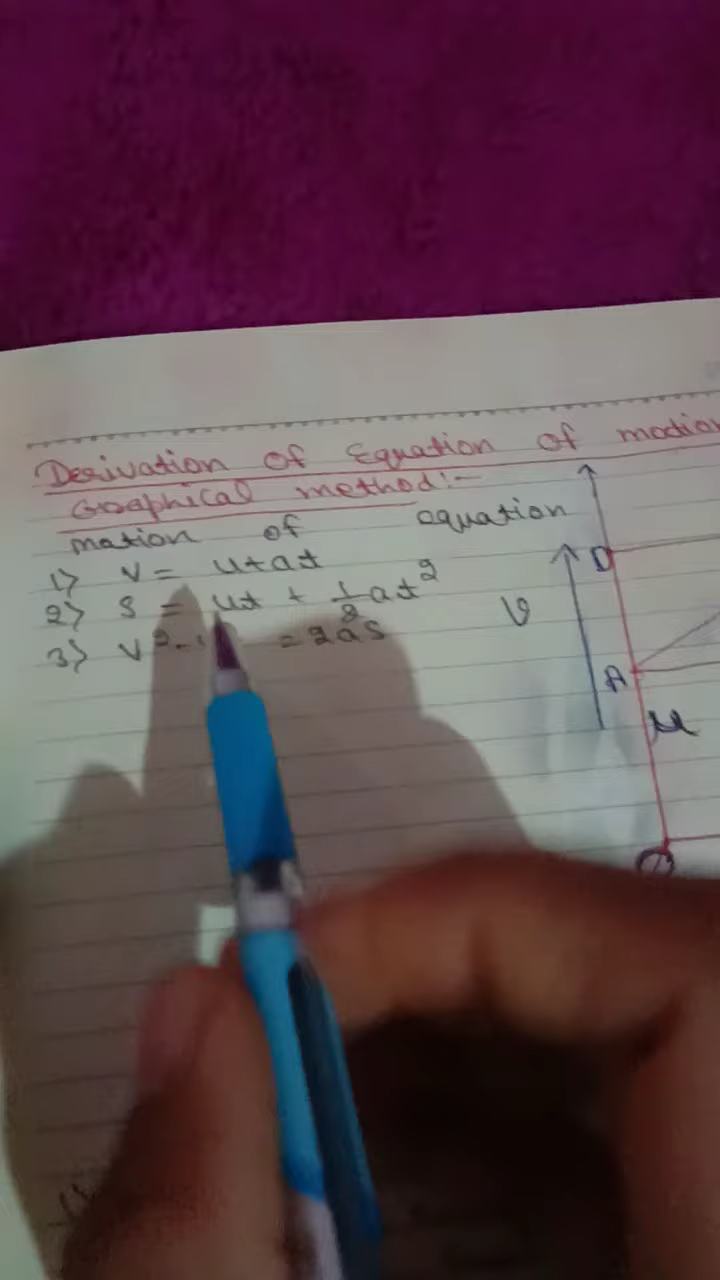 Derivation of Equation of motion
Graphical method:-
mation of equation
1) v = u+at
2) s = ut + 1/2 at²
3) v²- = 2as
v
D
A
u
O